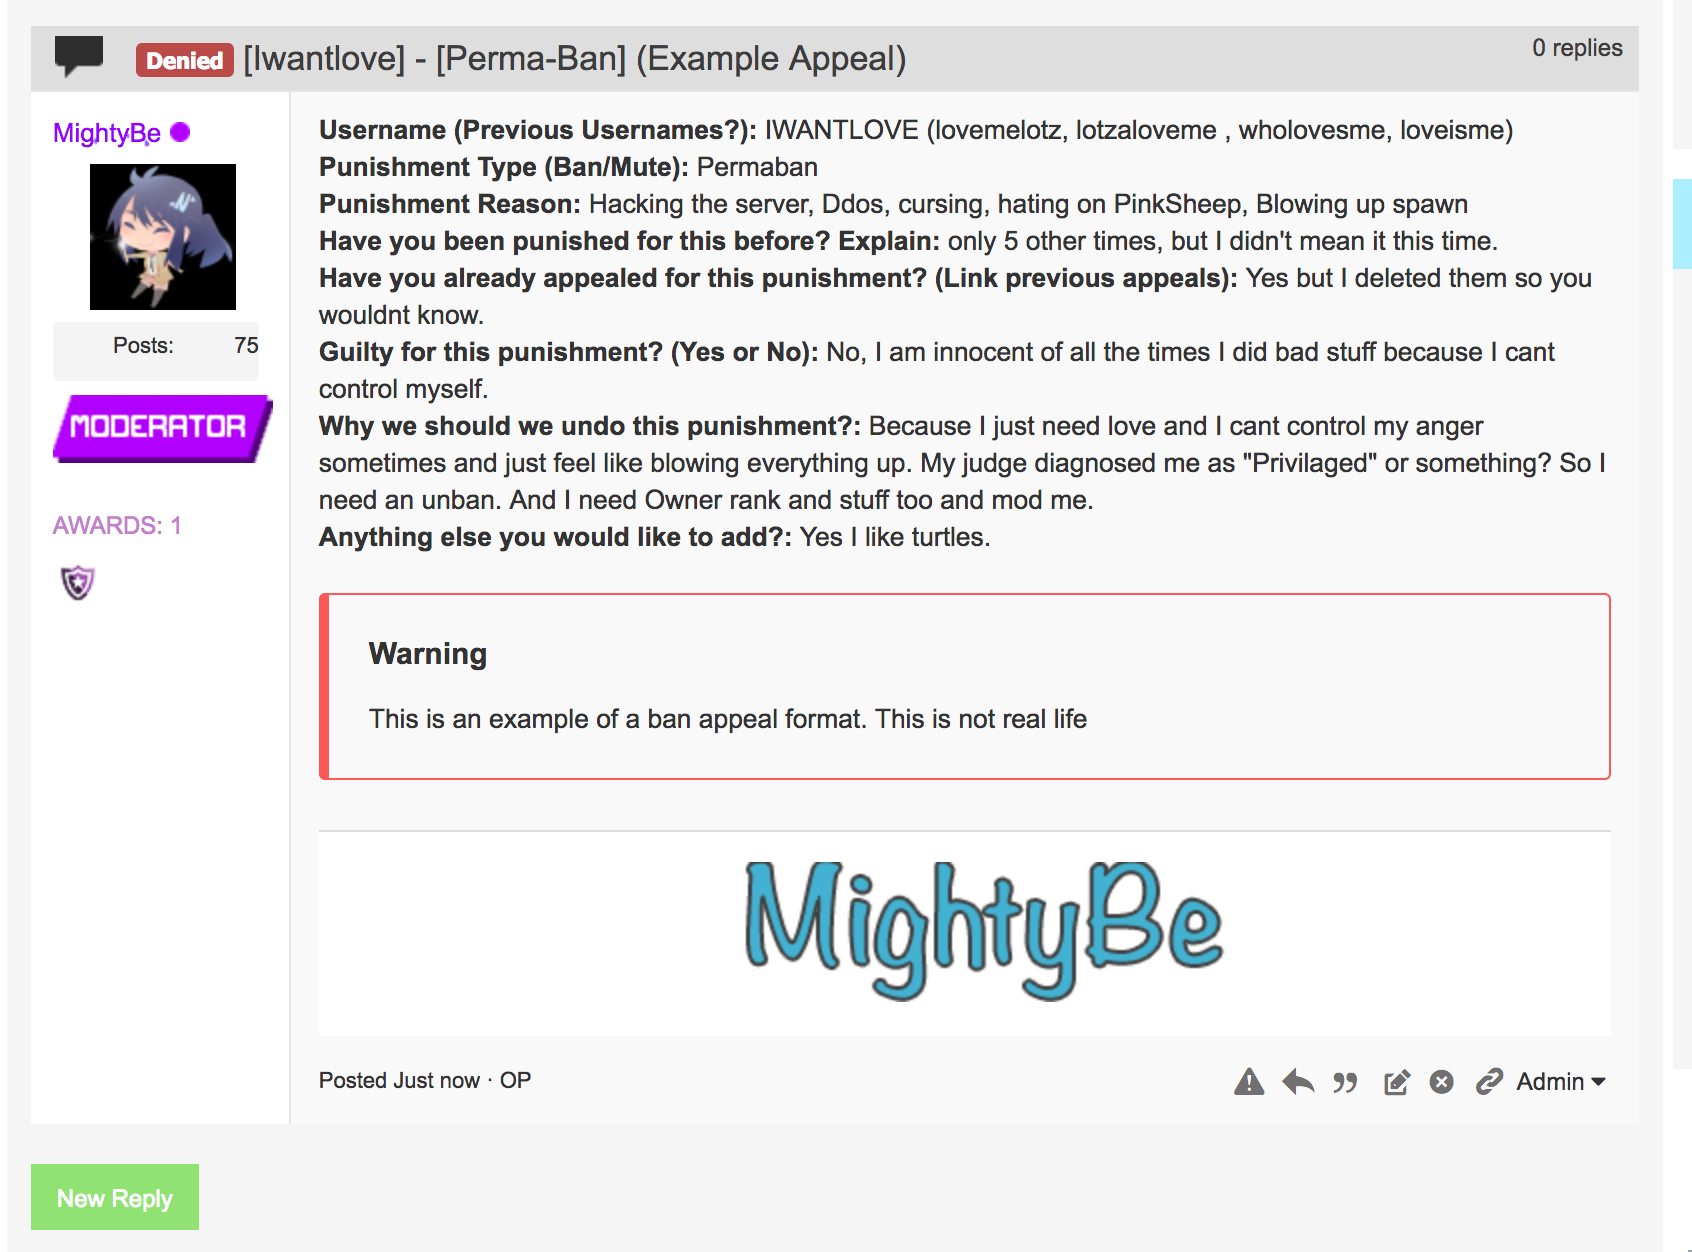 Denied [Iwantlove] - [Perma-Ban] (Example Appeal)
0 replies
MightyBe
Posts: 75
MODERATOR
AWARDS: 1
Username (Previous Usernames?): IWANTLOVE (lovemelotz, lotzaloveme , wholovesme, loveisme)
Punishment Type (Ban/Mute): Permaban
Punishment Reason: Hacking the server, Ddos, cursing, hating on PinkSheep, Blowing up spawn
Have you been punished for this before? Explain: only 5 other times, but I didn't mean it this time.
Have you already appealed for this punishment? (Link previous appeals): Yes but I deleted them so you
wouldnt know.
Guilty for this punishment? (Yes or No): No, I am innocent of all the times I did bad stuff because I cant
control myself.
Why we should we undo this punishment?: Because I just need love and I cant control my anger
sometimes and just feel like blowing everything up. My judge diagnosed me as "Privilaged" or something? So I
need an unban. And I need Owner rank and stuff too and mod me.
Anything else you would like to add?: Yes I like turtles.
Warning
This is an example of a ban appeal format. This is not real life
MightyBe
Posted Just now · OP
Admin
New Reply